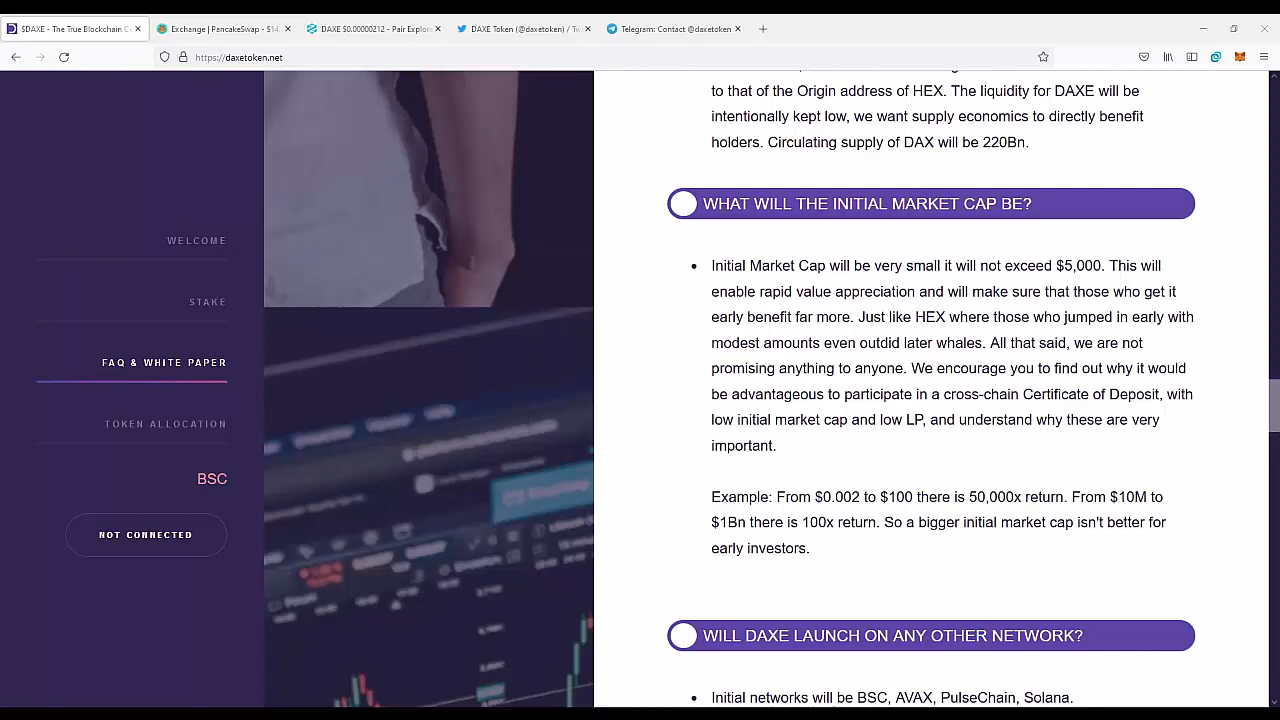 $DAXE - The True Blockchain C
Exchange | PancakeSwap - $14.
DAXE $0.00000212 - Pair Explor
DAXE Token (@daxetoken) / Tw
Telegram: Contact @daxetoken
https://daxetoken.net
WELCOME
STAKE
FAQ & WHITE PAPER
TOKEN ALLOCATION
BSC
NOT CONNECTED
to that of the Origin address of HEX. The liquidity for DAXE will be
intentionally kept low, we want supply economics to directly benefit
holders. Circulating supply of DAX will be 220Bn.
WHAT WILL THE INITIAL MARKET CAP BE?
Initial Market Cap will be very small it will not exceed $5,000. This will
enable rapid value appreciation and will make sure that those who get it
early benefit far more. Just like HEX where those who jumped in early with
modest amounts even outdid later whales. All that said, we are not
promising anything to anyone. We encourage you to find out why it would
be advantageous to participate in a cross-chain Certificate of Deposit, with
low initial market cap and low LP, and understand why these are very
important.
Example: From $0.002 to $100 there is 50,000x return. From $10M to
$1Bn there is 100x return. So a bigger initial market cap isn't better for
early investors.
WILL DAXE LAUNCH ON ANY OTHER NETWORK?
Initial networks will be BSC, AVAX, PulseChain, Solana.